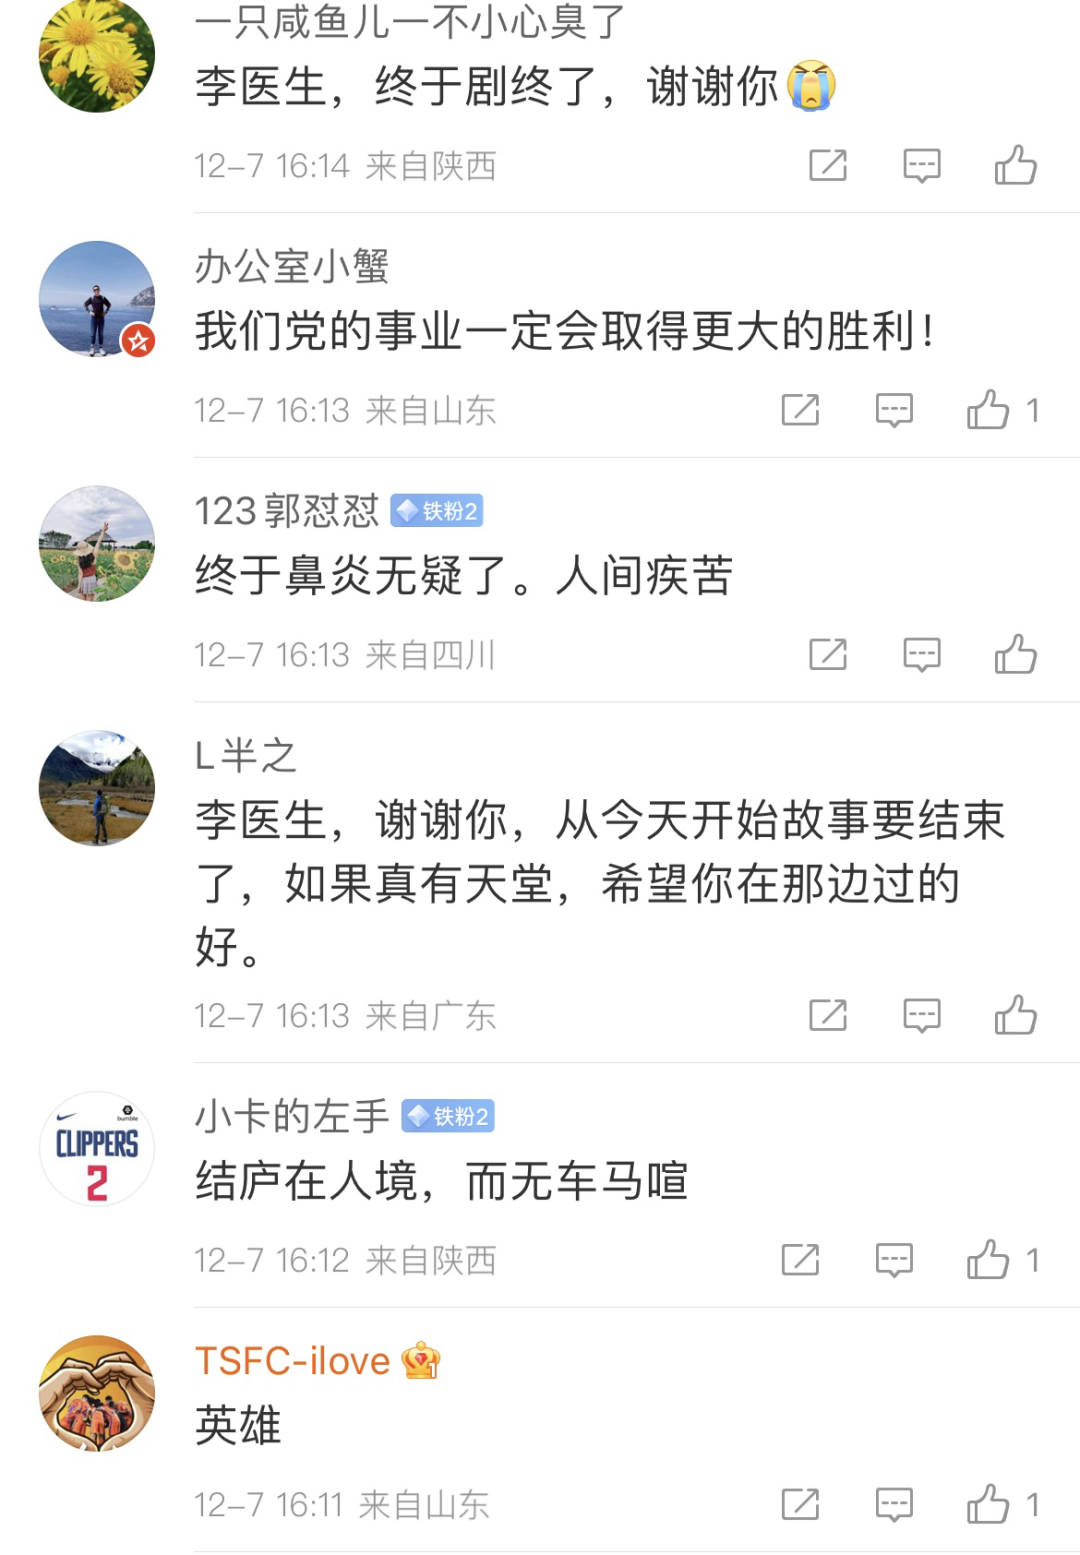 一只咸鱼儿一不小心臭了
李医生，终于剧终了，谢谢你😭
12-7 16:14 来自陕西
办公室小蟹
我们党的事业一定会取得更大的胜利！
12-7 16:13 来自山东
1
123郭怼怼 铁粉2
终于鼻炎无疑了。人间疾苦
12-7 16:13 来自四川
L半之
李医生，谢谢你，从今天开始故事要结束
了，如果真有天堂，希望你在那边过的
好。
12-7 16:13 来自广东
bumble
CLIPPERS
2
小卡的左手 铁粉2
结庐在人境，而无车马喧
12-7 16:12 来自陕西
1
TSFC-ilove 1
英雄
12-7 16:11 来自山东
1